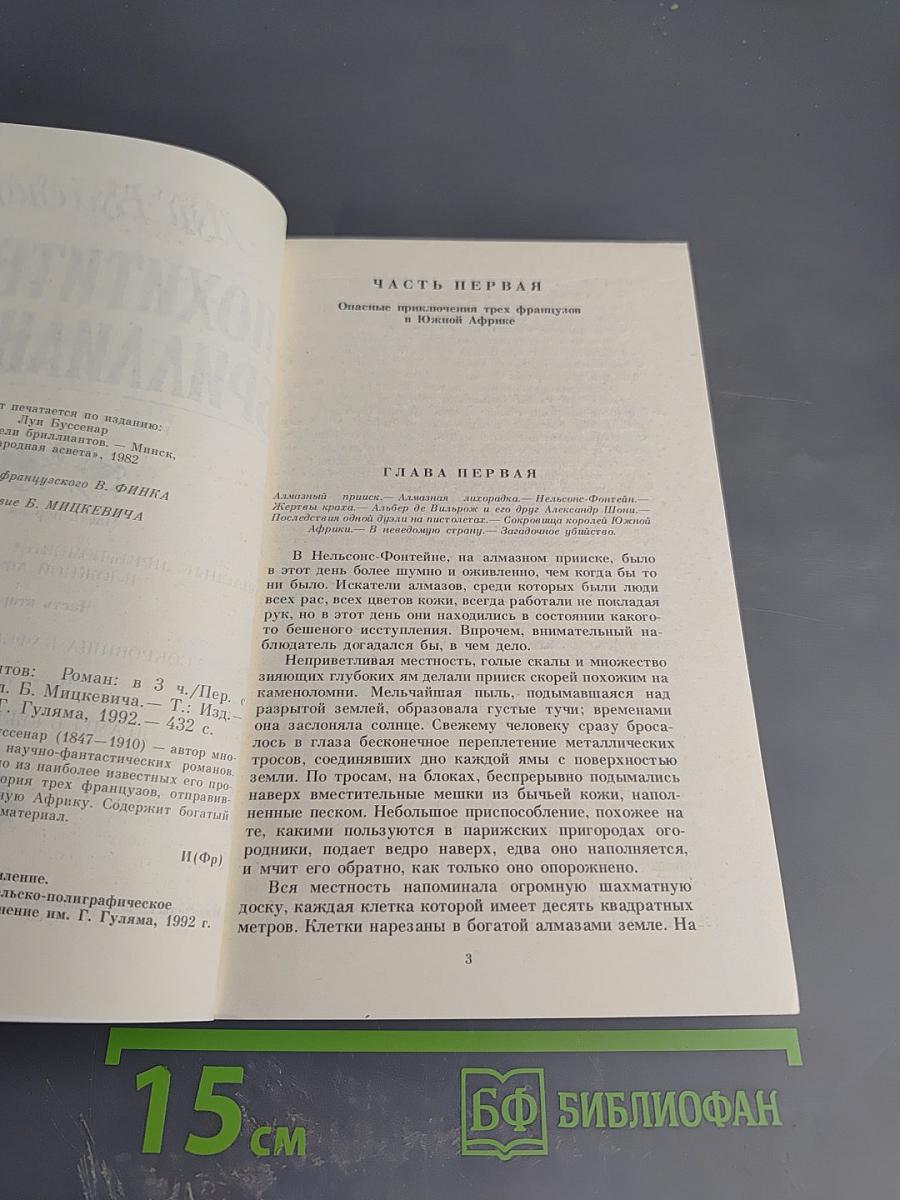 т печатается по изданию:
Луи Буссенар
ели бриллиантов. — Минск,
родная асвета», 1982
французского В. ФИНКА
вие Б. МИЦКЕВИЧА
нтов: Роман: в 3 ч./Пер. с
л. Б. Мицкевича.— Т.: Изд.—
Г. Гуляма, 1992.— 432 с.
уссенар (1847—1910) — автор мно-
научно-фантастических романов.
но из наиболее известных его про-
ория трех французов, отправив-
ную Африку. Содержит богатый
материал.
И(Фр)
мление.
ельско-полиграфическое
нение им. Г. Гуляма, 1992 г.
ЧАСТЬ ПЕРВАЯ
Опасные приключения трех французов
в Южной Африке
ГЛАВА ПЕРВАЯ
Алмазный прииск.— Алмазная лихорадка.— Нельсонс-Фонтейн.—
Жертвы краха.— Альбер де Вильрож и его друг Александр Шони.—
Последствия одной дуэли на пистолетах.— Сокровища королей Южной
Африки.— В неведомую страну.— Загадочное убийство.
В Нельсонс-Фонтейне, на алмазном прииске, было
в этот день более шумно и оживленно, чем когда бы то
ни было. Искатели алмазов, среди которых были люди
всех рас, всех цветов кожи, всегда работали не покладая
рук, но в этот день они находились в состоянии какого-
то бешеного исступления. Впрочем, внимательный на-
блюдатель догадался бы, в чем дело.
Неприветливая местность, голые скалы и множество
зияющих глубоких ям делали прииск скорей похожим на
каменоломни. Мельчайшая пыль, подымавшаяся над
разрытой землей, образовала густые тучи; временами
она заслоняла солнце. Свежему человеку сразу броса-
лось в глаза бесконечное переплетение металлических
тросов, соединявших дно каждой ямы с поверхностью
земли. По тросам, на блоках, беспрерывно подымались
наверх вместительные мешки из бычьей кожи, напол-
ненные песком. Небольшое приспособление, похожее на
те, какими пользуются в парижских пригородах ого-
родники, подает ведро наверх, едва оно наполняется,
и мчит его обратно, как только оно опорожнено.
Вся местность напоминала огромную шахматную
доску, каждая клетка которой имеет десять квадратных
метров. Клетки нарезаны в богатой алмазами земле. На
3
15 см
БФ БИБЛИОФАН